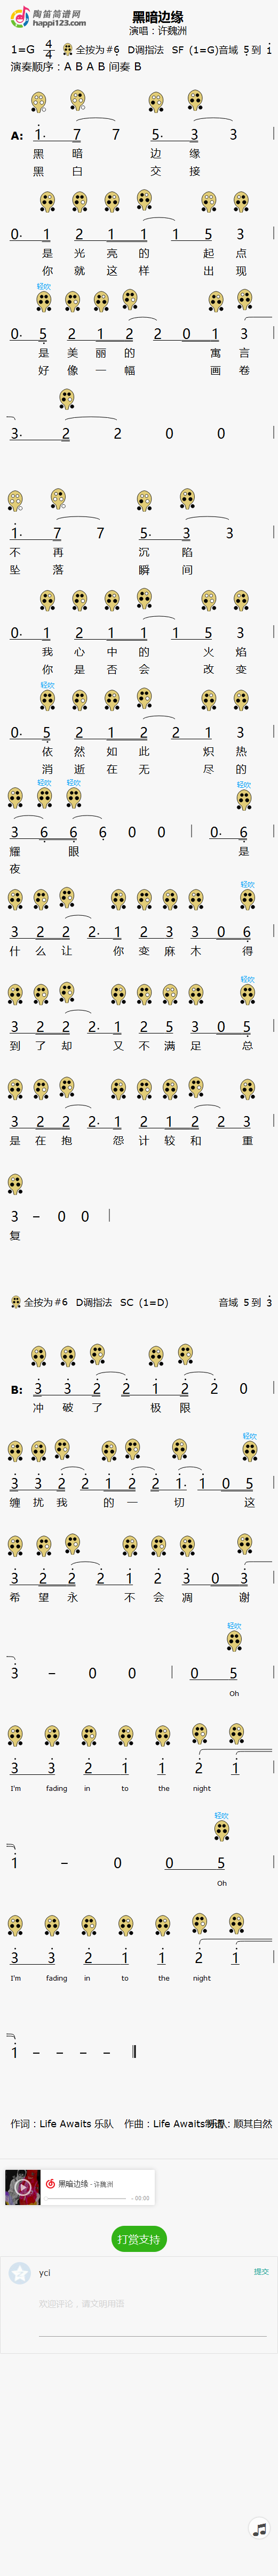 陶笛简谱网
happi123.com
黑暗边缘
演唱：许魏洲
1=G 4/4 全按为#6 D调指法 SF (1=G)音域 5 到 1
演奏顺序：A B A B 间奏 B
A: 1· 7 7 5· 3 3 |
黑 暗 边 缘
黑 白 交 接
0· 1 2 1 1 1 5 3 |
是 光 亮 的 起 点
你 就 这 样 出 现
轻吹
0· 5 2 1 2 2 0 1 3 |
是 美 丽 的 寓 言
好 像 一 幅 画 卷
3· 2 2 0 0 |
1· 7 7 5· 3 3 |
不 再 沉 陷
坠 落 瞬 间
0· 1 2 1 1 1 5 3 |
我 心 中 的 火 焰
你 是 否 会 改 变
轻吹
0· 5 2 1 2 2 1 3 |
依 然 如 此 炽 热
消 逝 在 无 尽 的
轻吹 轻吹 轻吹
3 6 6 6 0 0 | 0· 6 |
耀 眼 是
夜
轻吹
3 2 2 2· 1 2 3 3 0 6 |
什 么 让 你 变 麻 木 得
轻吹
3 2 2 2· 1 2 5 3 0 5 |
到 了 却 又 不 满 足 总
3 2 2 2· 1 2 1 2 2 3 |
是 在 抱 怨 计 较 和 重
3 – 0 0 |
复
全按为#6 D调指法 SC (1=D) 音域 5 到 3
B: 3 3 2 2 1 2 2 0 |
冲 破 了 极 限
轻吹
3 3 2 2 1 2 2 1· 1 0 5 |
缠 扰 我 的 一 切 这
3 2 2 2 1 2 3 0 3 |
希 望 永 不 会 凋 谢
轻吹
3 – 0 0 | 0 5 |
Oh
3 3 2 1 1 2 1 |
I'm fading in to the night
轻吹
1 – 0 0 5 |
Oh
3 3 2 1 1 2 1 |
I'm fading in to the night
1 – – – –
作词：Life Awaits 乐队 作曲：Life Awaits 乐队 制谱：顺其自然
黑暗边缘 - 许魏洲
- 00:00
打赏支持
yci
提交
欢迎评论，请文明用语